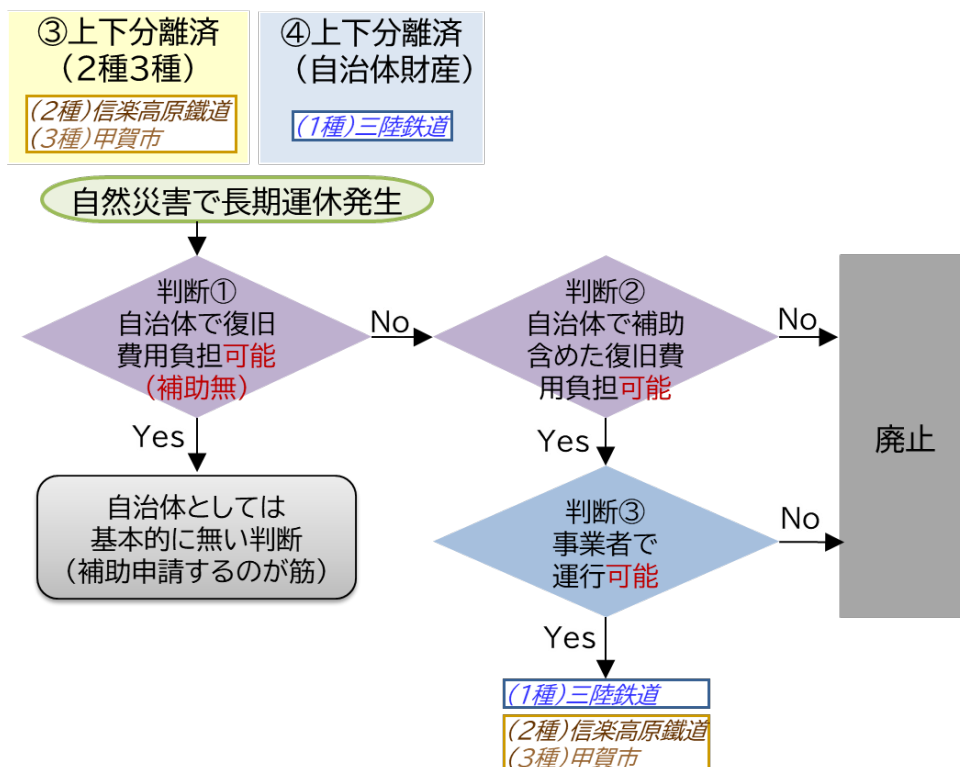 ③上下分離済
（2種3種）
(2種)信楽高原鐵道
(3種)甲賀市
④上下分離済
（自治体財産）
(1種)三陸鉄道
自然災害で長期運休発生
判断①
自治体で復旧
費用負担可能
（補助無）
No
判断②
自治体で補助
含めた復旧費
用負担可能
No
廃止
Yes
自治体としては
基本的に無い判断
（補助申請するのが筋）
Yes
判断③
事業者で
運行可能
No
Yes
(1種)三陸鉄道
(2種)信楽高原鐵道
(3種)甲賀市